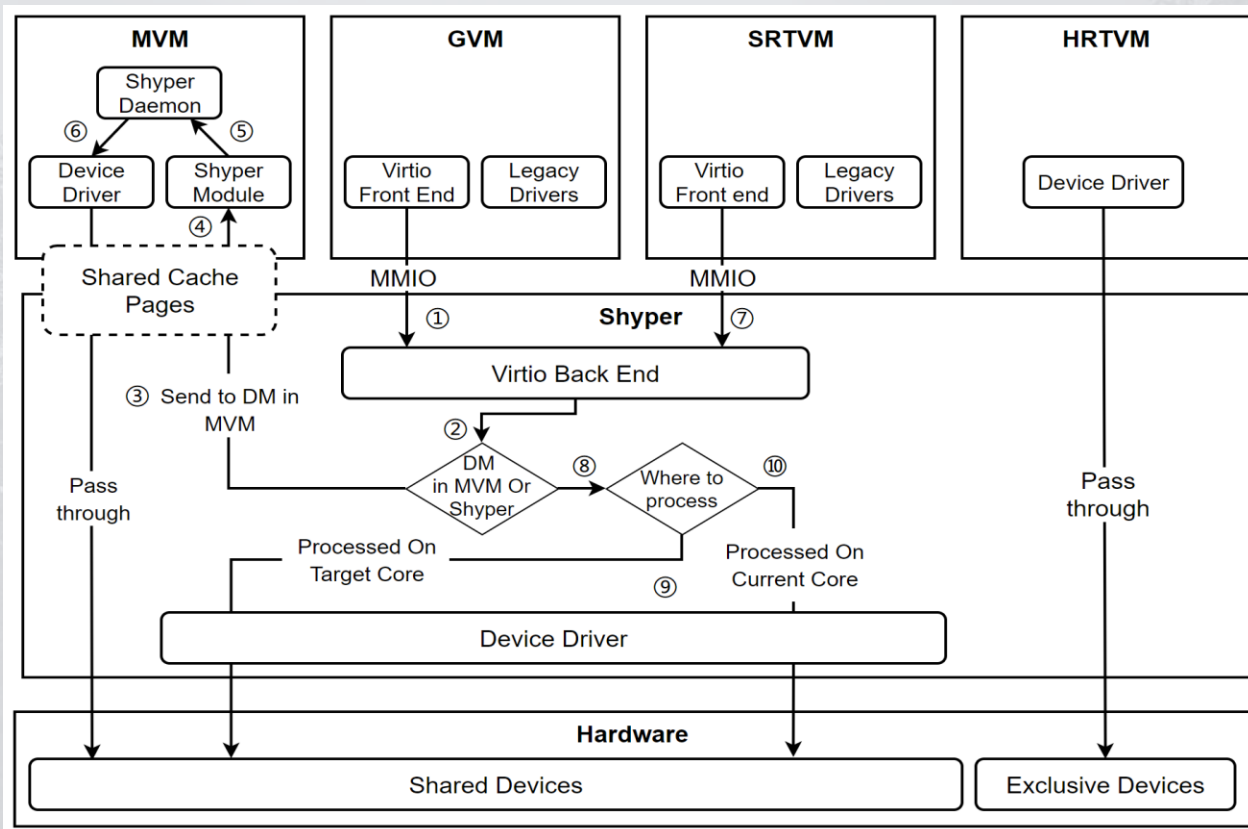 MVM
GVM
SRTVM
HRTVM
Shyper
Daemon
⑥
⑤
Device
Driver
Shyper
Module
Virtio
Front End
Legacy
Drivers
Virtio
Front end
Legacy
Drivers
Device Driver
④
Shared Cache
Pages
MMIO
MMIO
①
Shyper
⑦
Virtio Back End
③ Send to DM in
MVM
②
DM
in MVM Or
Shyper
⑧
Where to
process
⑩
Pass
through
Pass
through
Processed On
Target Core
Processed On
Current Core
⑨
Device Driver
Hardware
Shared Devices
Exclusive Devices